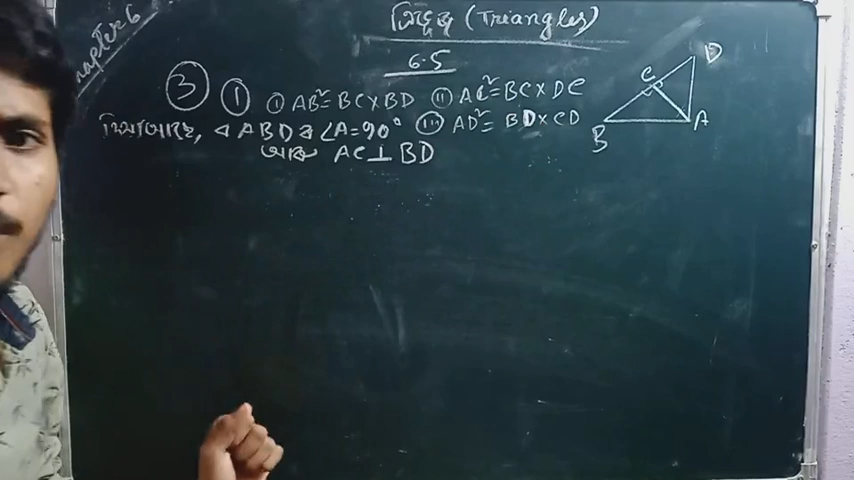 Chapter 6
ত্ৰিভুজ (Triangles)
6.5
③ ① ⓘ AB²=BC×BD ⓘⓘ AC²=BC×DC
ABD ∠A=90° ⓘⓘⓘ AD²= BD×CD
আৰু AC⊥BD
B C D A